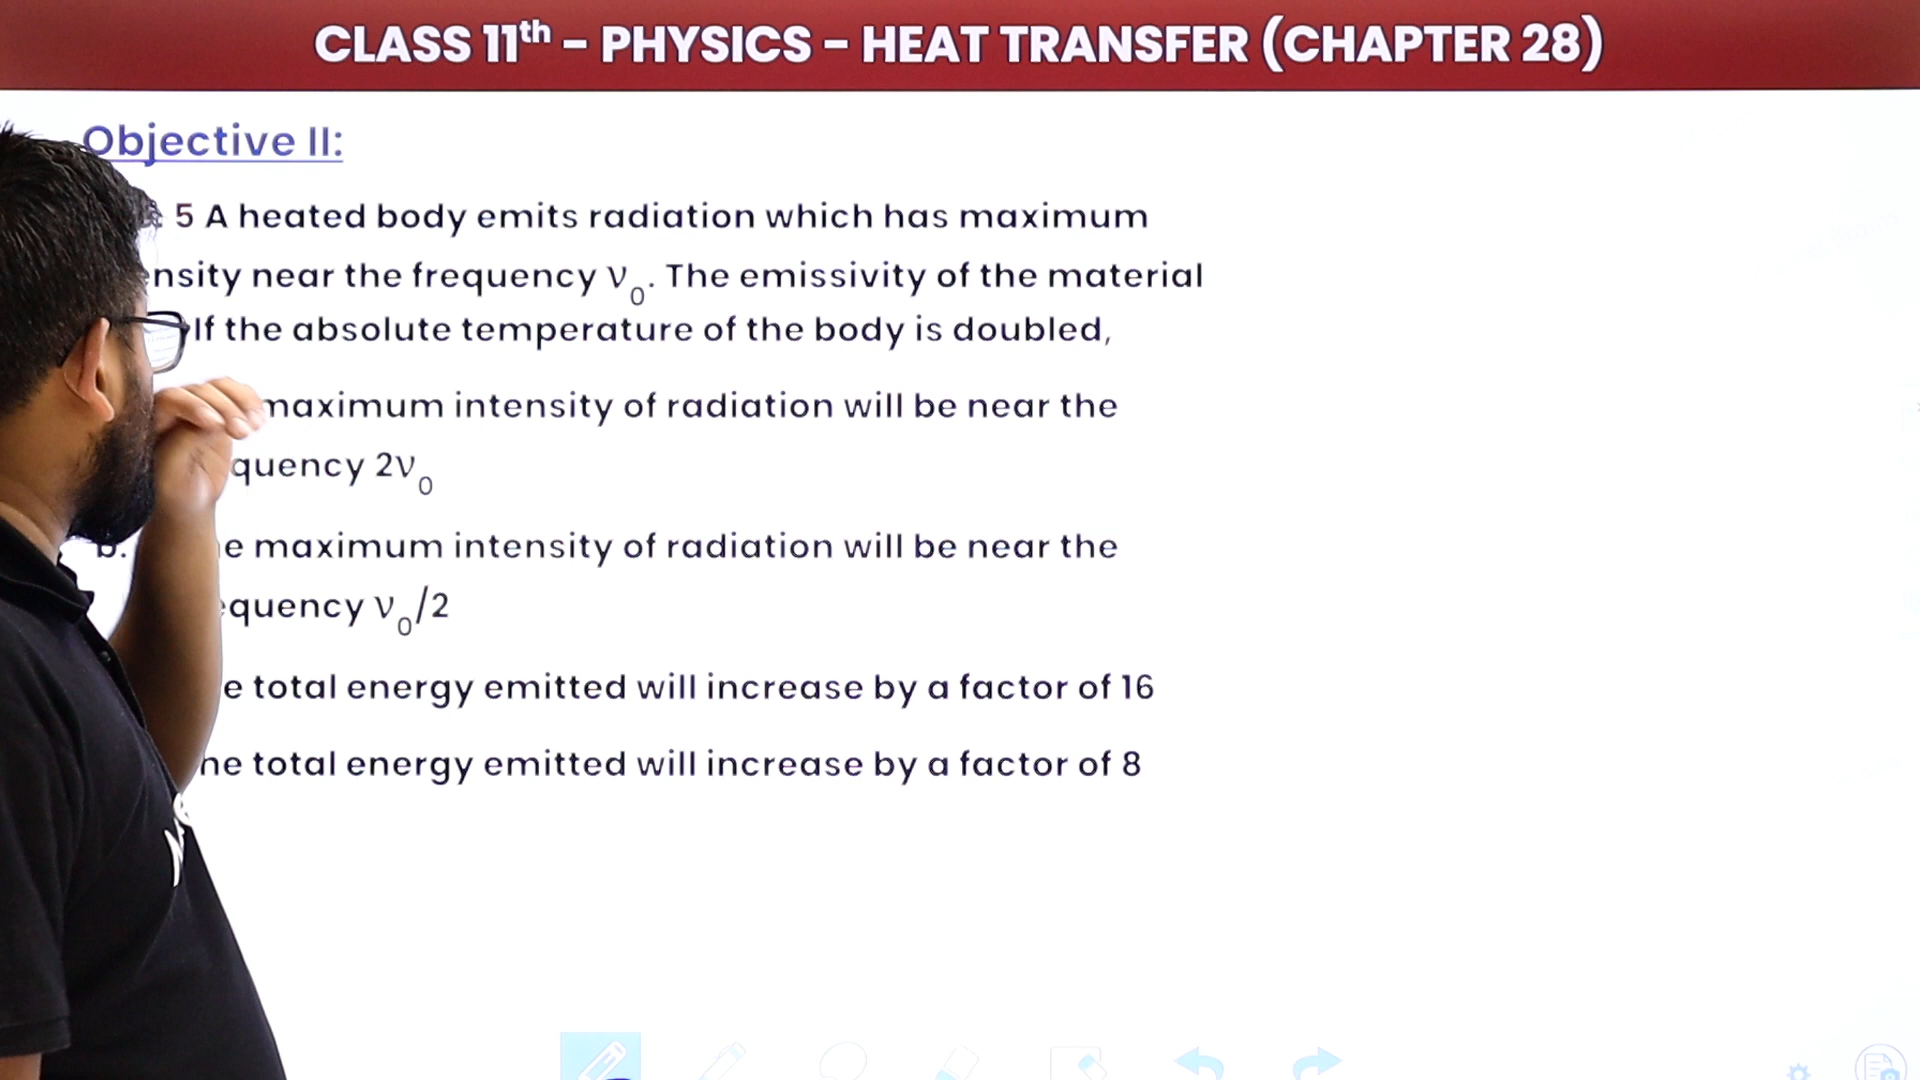 CLASS 11th – PHYSICS – HEAT TRANSFER (CHAPTER 28)
Objective II:
5 A heated body emits radiation which has maximum
nsity near the frequency ν0. The emissivity of the material
If the absolute temperature of the body is doubled,
maximum intensity of radiation will be near the
quency 2ν0
b. e maximum intensity of radiation will be near the
quency ν0/2
e total energy emitted will increase by a factor of 16
he total energy emitted will increase by a factor of 8